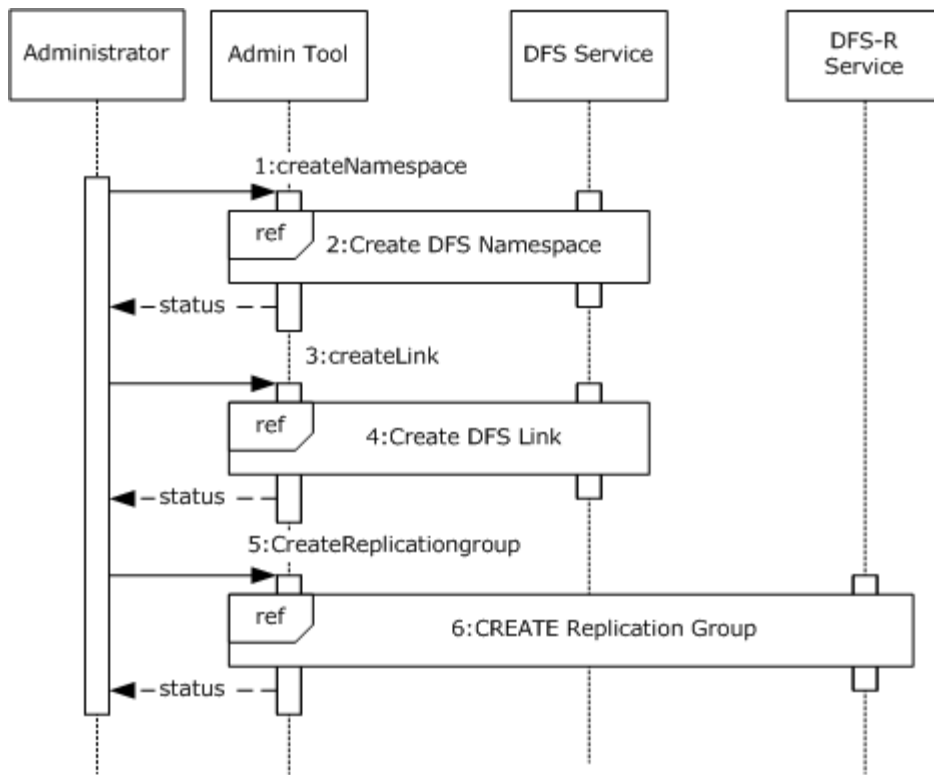 Administrator
Admin Tool
DFS Service
DFS-R
Service
1:createNamespace
ref
2:Create DFS Namespace
status
3:createLink
ref
4:Create DFS Link
status
5:CreateReplicationgroup
ref
6:CREATE Replication Group
status